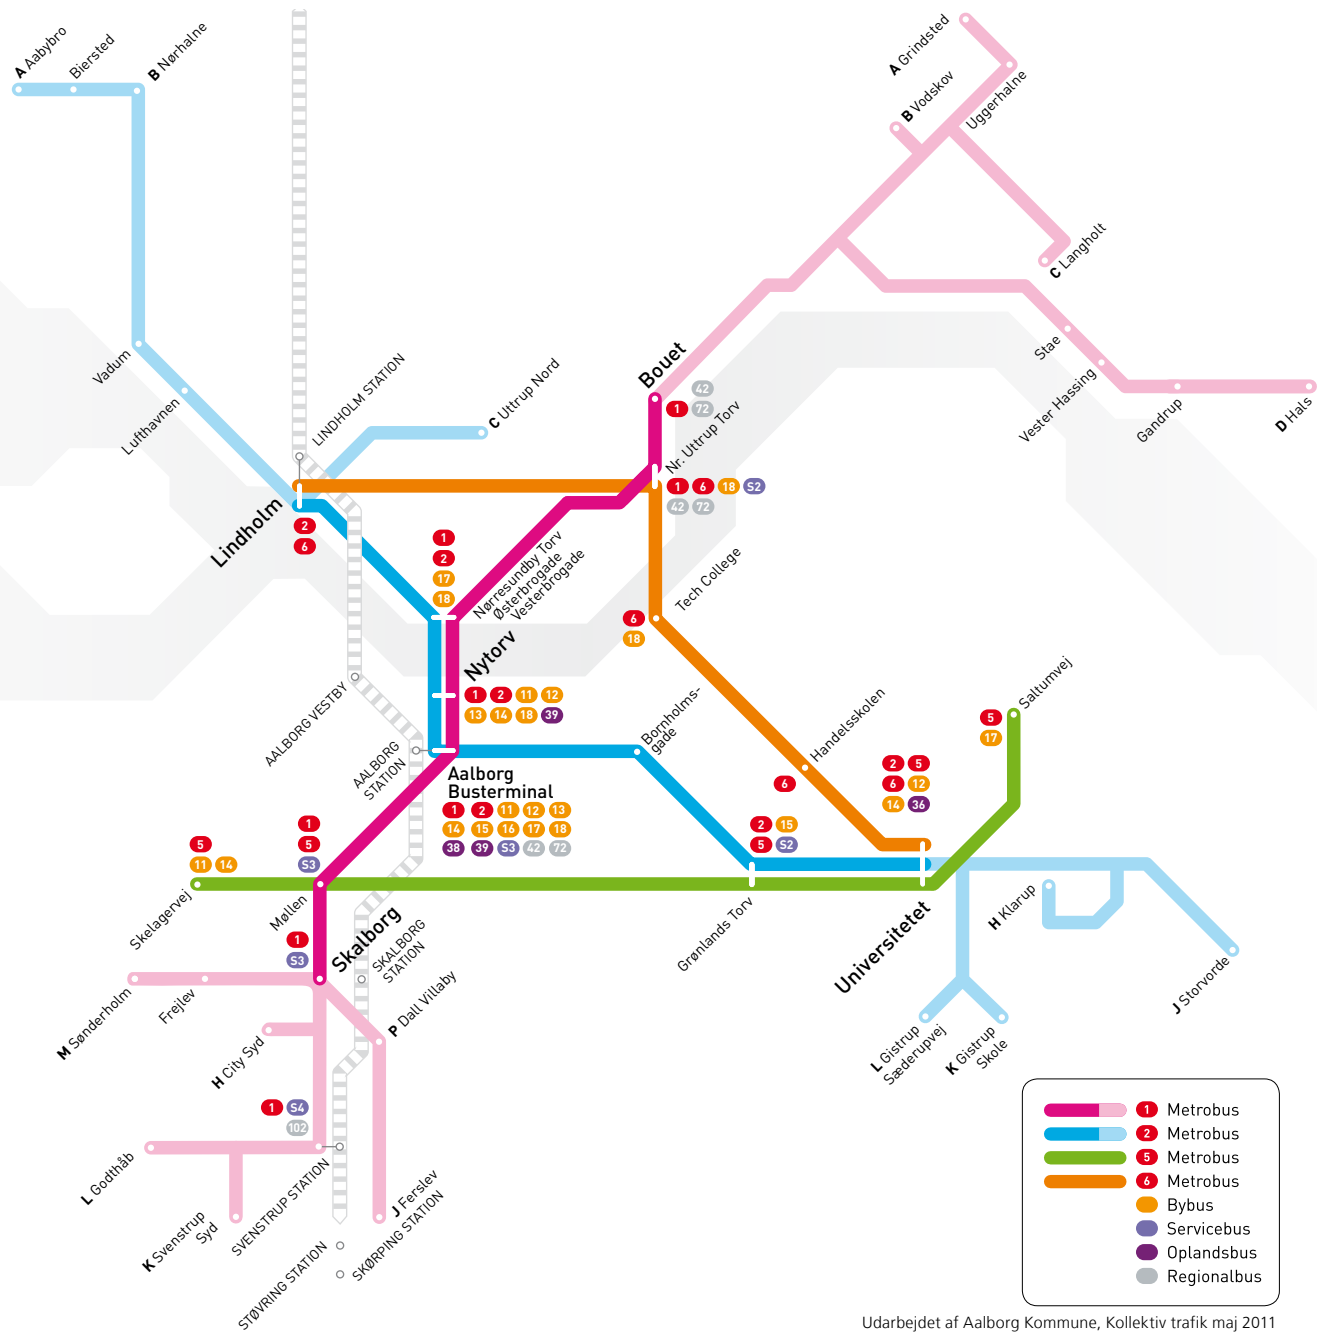 A Aabybro
Biersted
B Nørhalne
A Grindsted
B Vodskov
Uggerhalne
C Langholt
Vadum
Lufthavnen
LINDHOLM STATION
C Uttrup Nord
Bouet
42
1 72
Nr. Uttrup Torv
1 6 18 S2
42 72
Stae
Vester Hassing
Gandrup
D Hals
Lindholm
2
6
1
2
17
18
Nørresundby Torv
Østerbrogade
Vesterbrogade
Tech College
6
18
Nytorv
1 2 11 12
13 14 18 39
AALBORG VESTBY
AALBORG
STATION
Aalborg
Busterminal
1 2 11 12 13
14 15 16 17 18
38 39 S3 42 72
Bornholms-
gade
Handelsskolen
6
2 5
6 12
14 36
Saltumvej
5
17
2 15
5 S2
1
5
S3
5
11 14
Skelagervej
Møllen
Grønlands Torv
Universitetet
H Klarup
J Storvorde
L Gistrup
Sæderupvej
K Gistrup
Skole
1
S3
Skalborg
SKALBORG
STATION
M Sønderholm
Frejlev
P Dall Villaby
H City Syd
1 S4
102
L Godthåb
K Svenstrup
Syd
SVENSTRUP STATION
J Ferslev
STØVRING STATION
SKØRPING STATION
1 Metrobus
2 Metrobus
5 Metrobus
6 Metrobus
Bybus
Servicebus
Oplandsbus
Regionalbus
Udarbejdet af Aalborg Kommune, Kollektiv trafik maj 2011